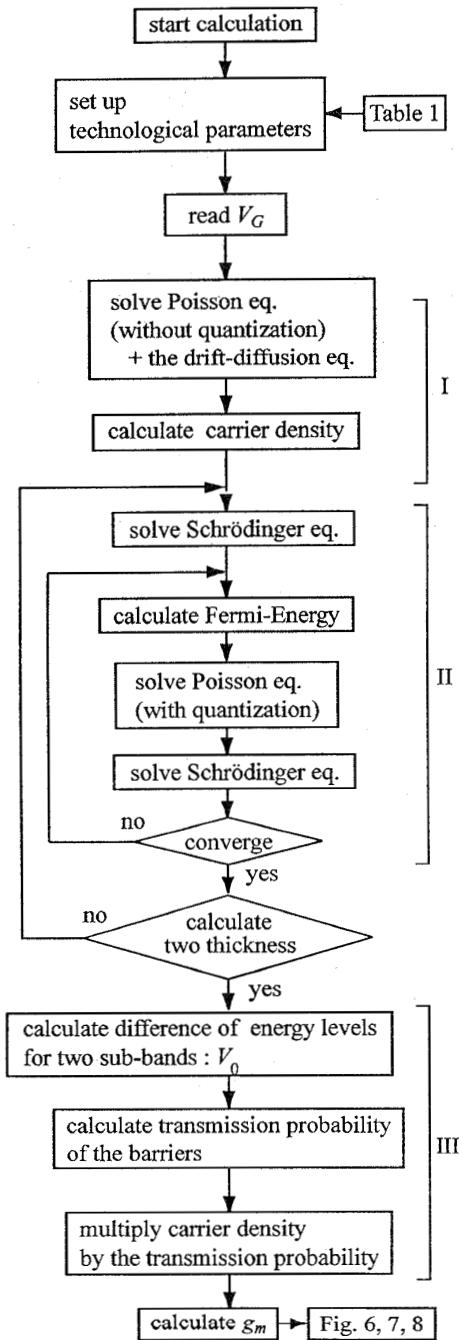 start calculation
set up
technological parameters
Table 1
read V_G
solve Poisson eq.
(without quantization)
+ the drift-diffusion eq.
I
calculate carrier density
solve Schrödinger eq.
calculate Fermi-Energy
solve Poisson eq.
(with quantization)
II
solve Schrödinger eq.
no
converge
yes
no
calculate
two thickness
yes
calculate difference of energy levels
for two sub-bands : V_0
calculate transmission probability
of the barriers
III
multiply carrier density
by the transmission probability
calculate g_m
Fig. 6, 7, 8